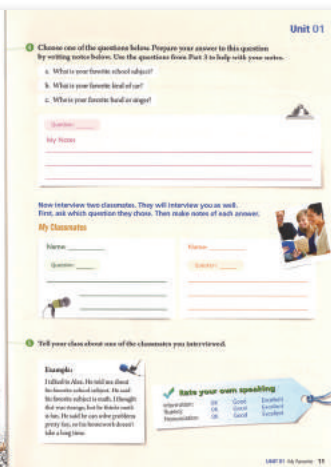 Unit 01
Choose one of the questions below. Prepare your answer to this question
by writing notes below. Use the questions from Part 3 to help with your notes.
a. What is your favorite school subject?
b. What is your favorite kind of car?
c. Who is your favorite band or singer?
Question:
My Notes
Now interview two classmates. They will interview you as well.
First, ask which question they chose. Then make notes of each answer.
My Classmates
Name:
Name:
Question:
Question:
Tell your class about one of the classmates you interviewed.
Example:
I talked to Alex. He told me about
his favorite school subject. He said
his favorite subject is math. I thought
that was strange, but he thinks math
is fun. He said he can solve problems
pretty fast, so his homework doesn't
take a long time.
Rate your own speaking
Information: OK Good Excellent
Fluency: OK Good Excellent
Pronunciation: OK Good Excellent
UNIT 01 My Favorite 11